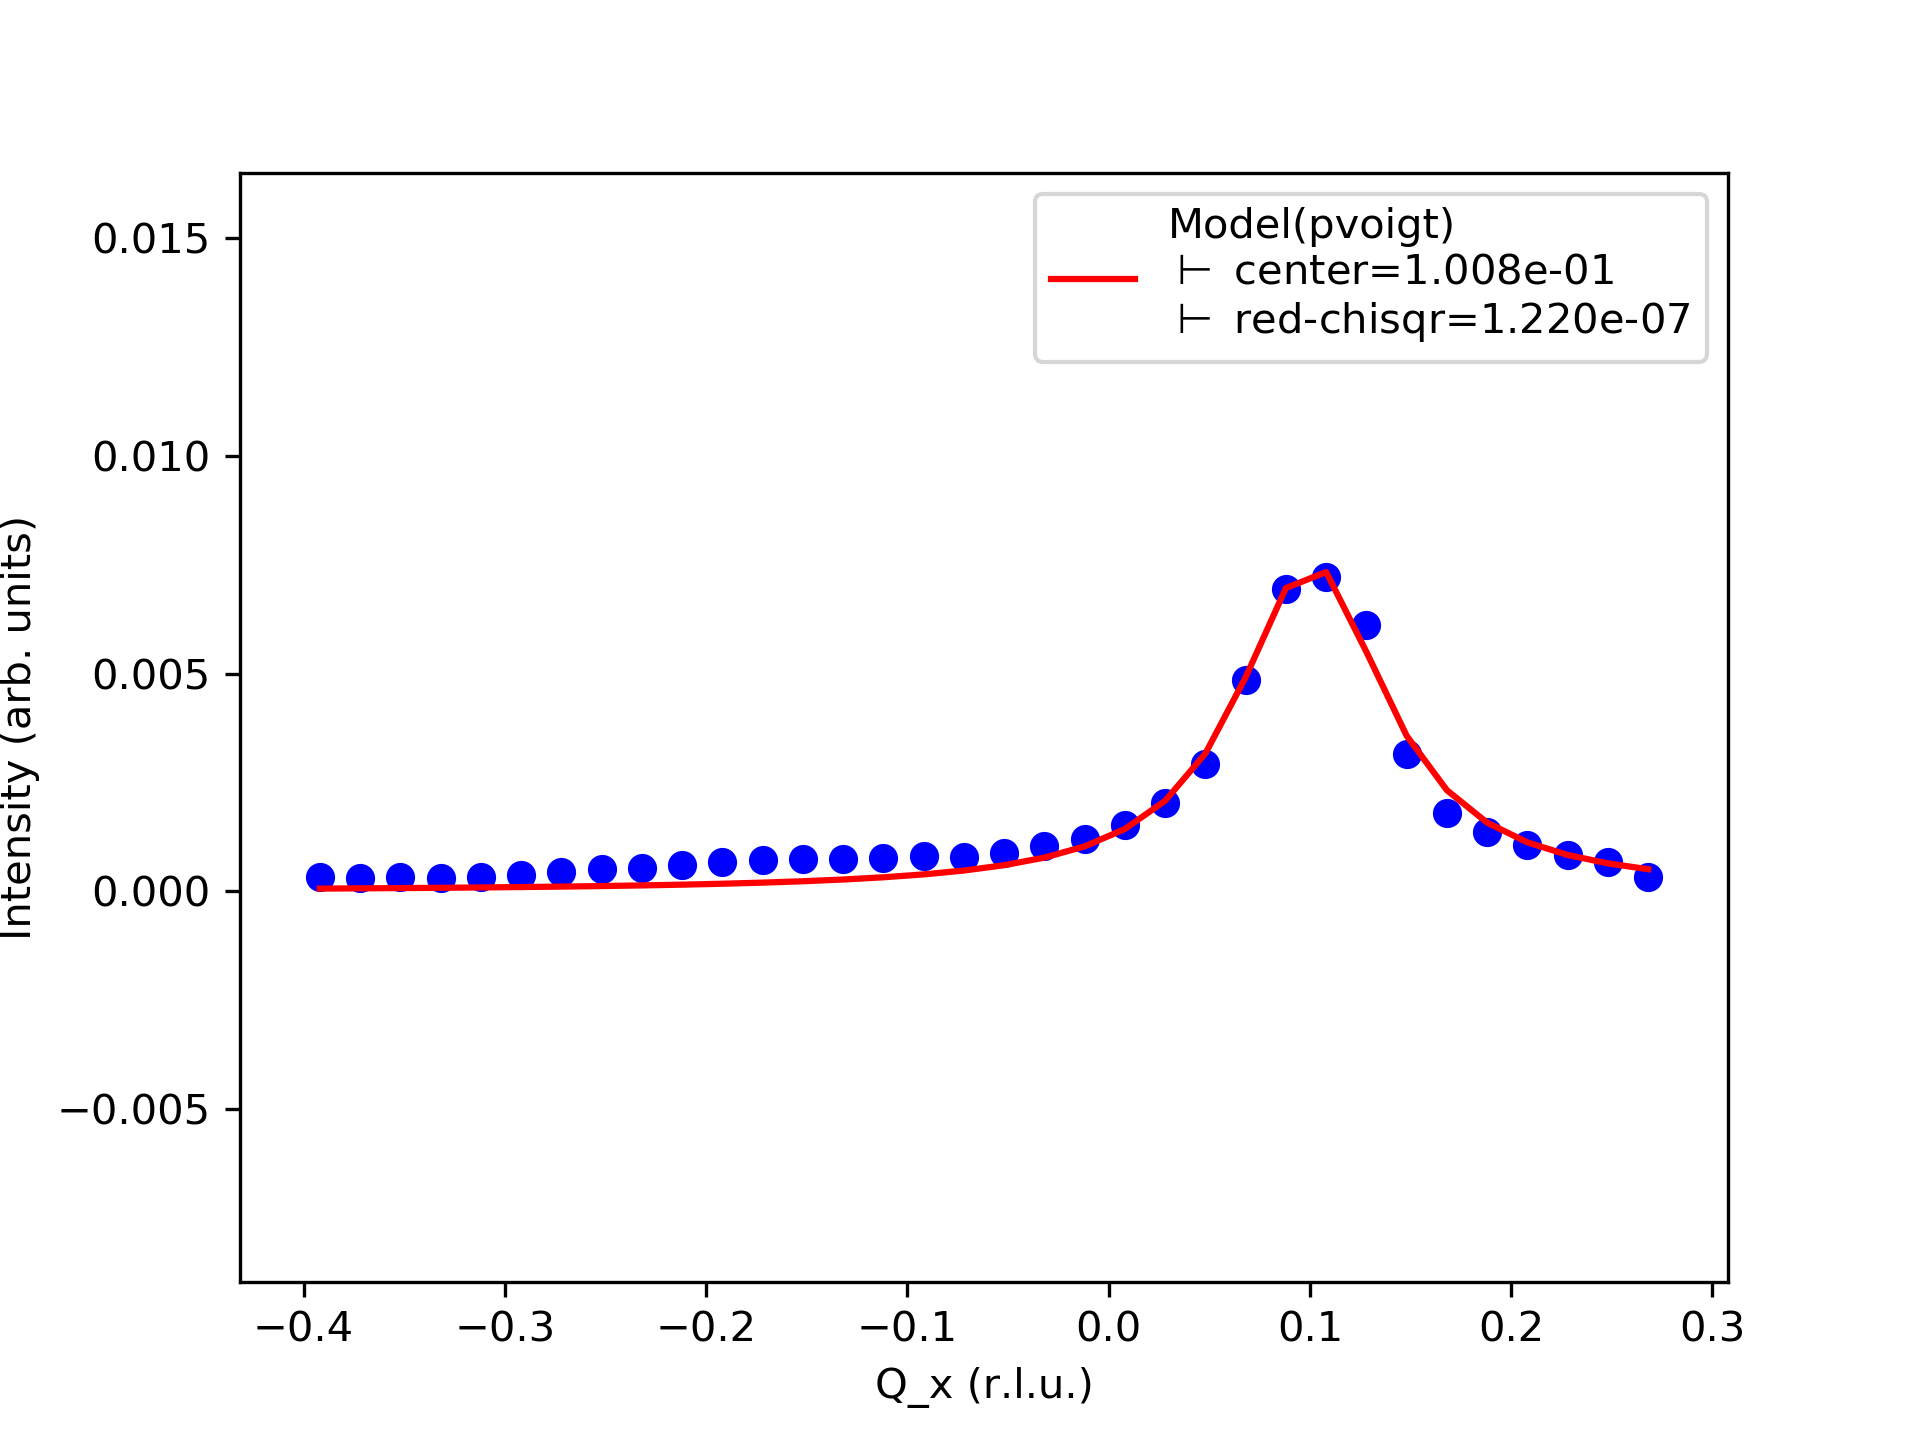 Model(pvoigt)
⊢ center=1.008e-01
⊢ red-chisqr=1.220e-07
0.015
0.010
0.005
0.000
−0.005
Intensity (arb. units)
−0.4 −0.3 −0.2 −0.1 0.0 0.1 0.2 0.3
Q_x (r.l.u.)